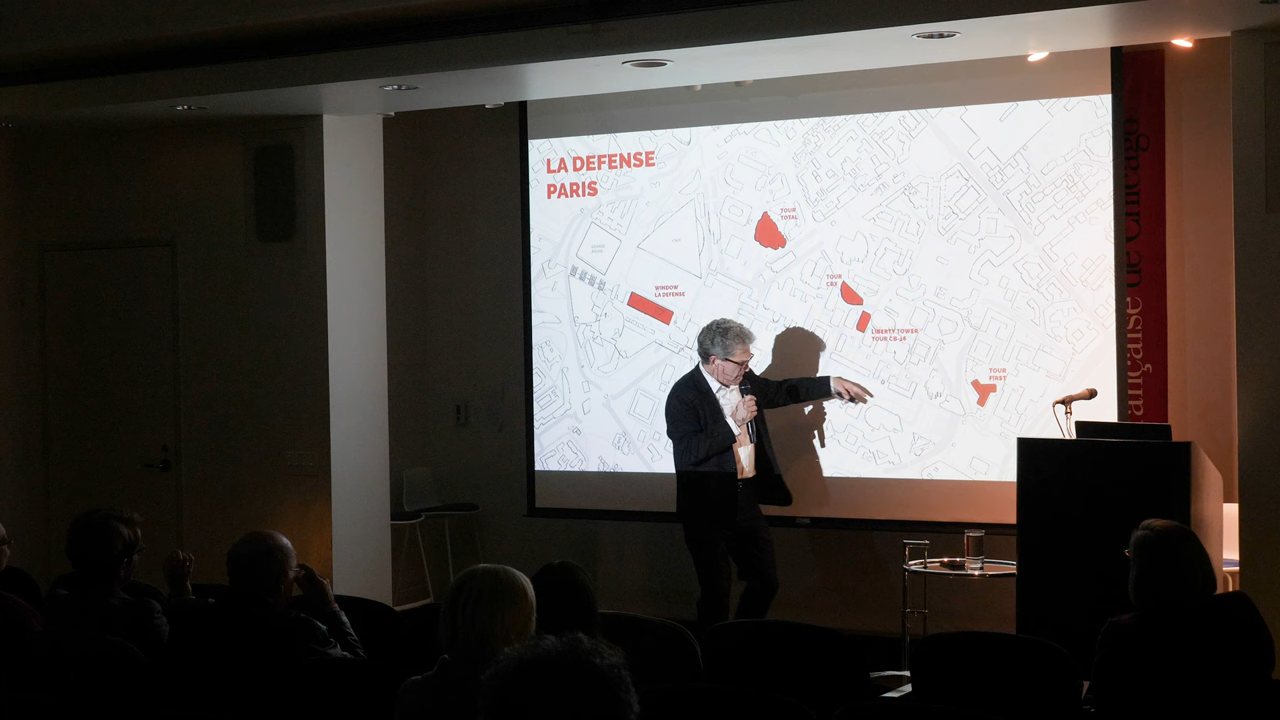 LA DEFENSE
PARIS
TOUR
TOTAL
TOUR
CBX
WINDOW
LA DEFENSE
LIBERTY TOWER
TOUR CB-16
TOUR
FIRST
ançaise de Chicago